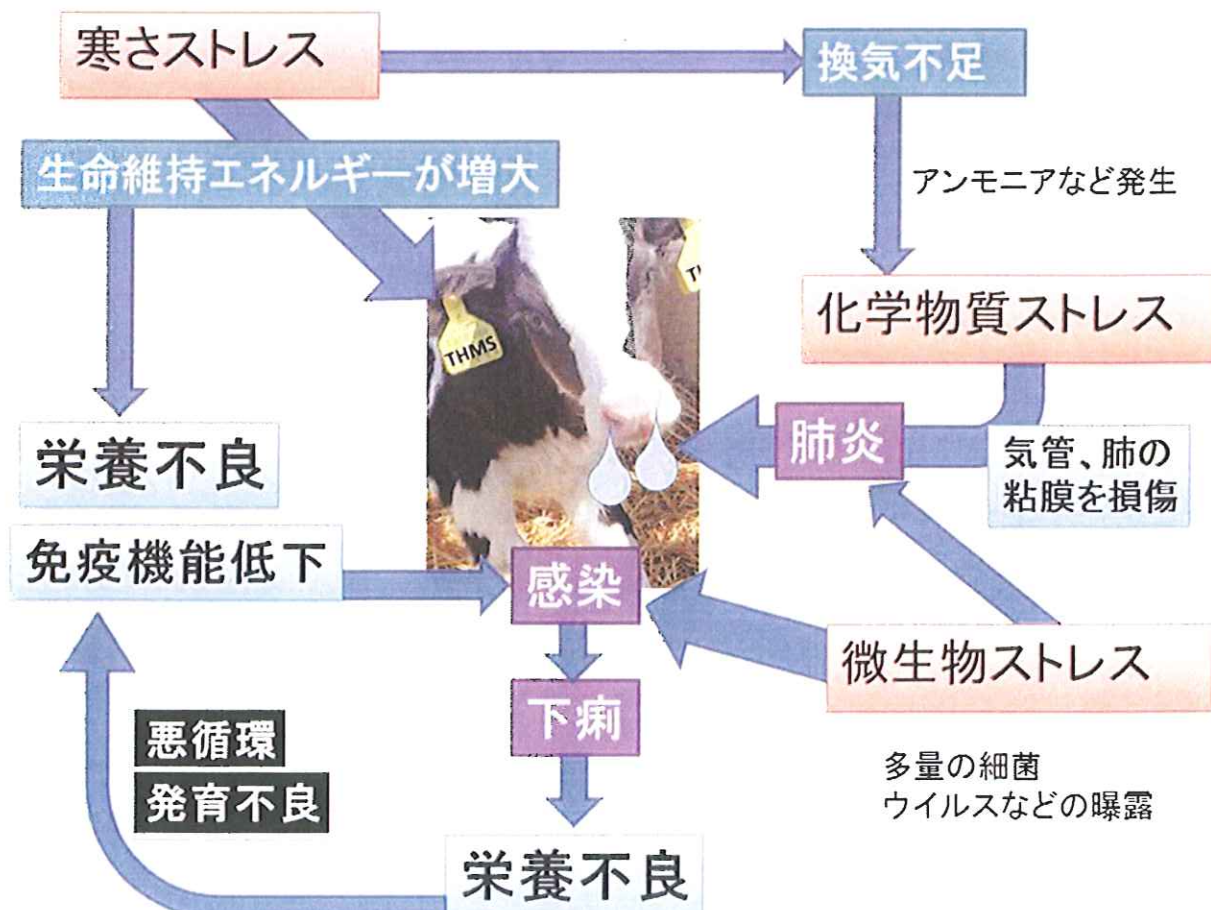 寒さストレス
換気不足
生命維持エネルギーが増大
アンモニアなど発生
化学物質ストレス
THMS
肺炎
気管、肺の
粘膜を損傷
栄養不良
免疫機能低下
感染
微生物ストレス
下痢
悪循環
発育不良
多量の細菌
ウイルスなどの曝露
栄養不良